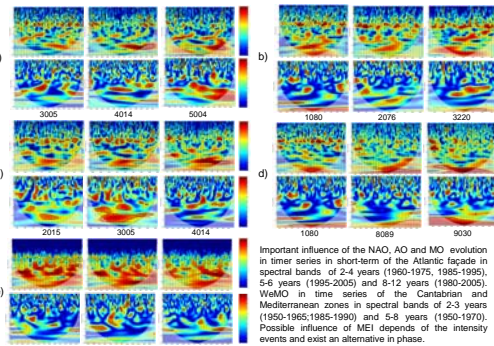 )
b)
3005 4014 5004
1080 2076 3220
)
d)
2015 3005 4014
1080 8089 9030
)
Important influence of the NAO, AO and MO evolution
in timer series in short-term of the Atlantic façade in
spectral bands of 2-4 years (1960-1975, 1985-1995),
5-6 years (1995-2005) and 8-12 years (1980-2005).
WeMO in time series of the Cantabrian and
Mediterranean zones in spectral bands of 2-3 years
(1950-1965;1985-1990) and 5-8 years (1950-1970).
Possible influence of MEI depends of the intensity
events and exist an alternative in phase.